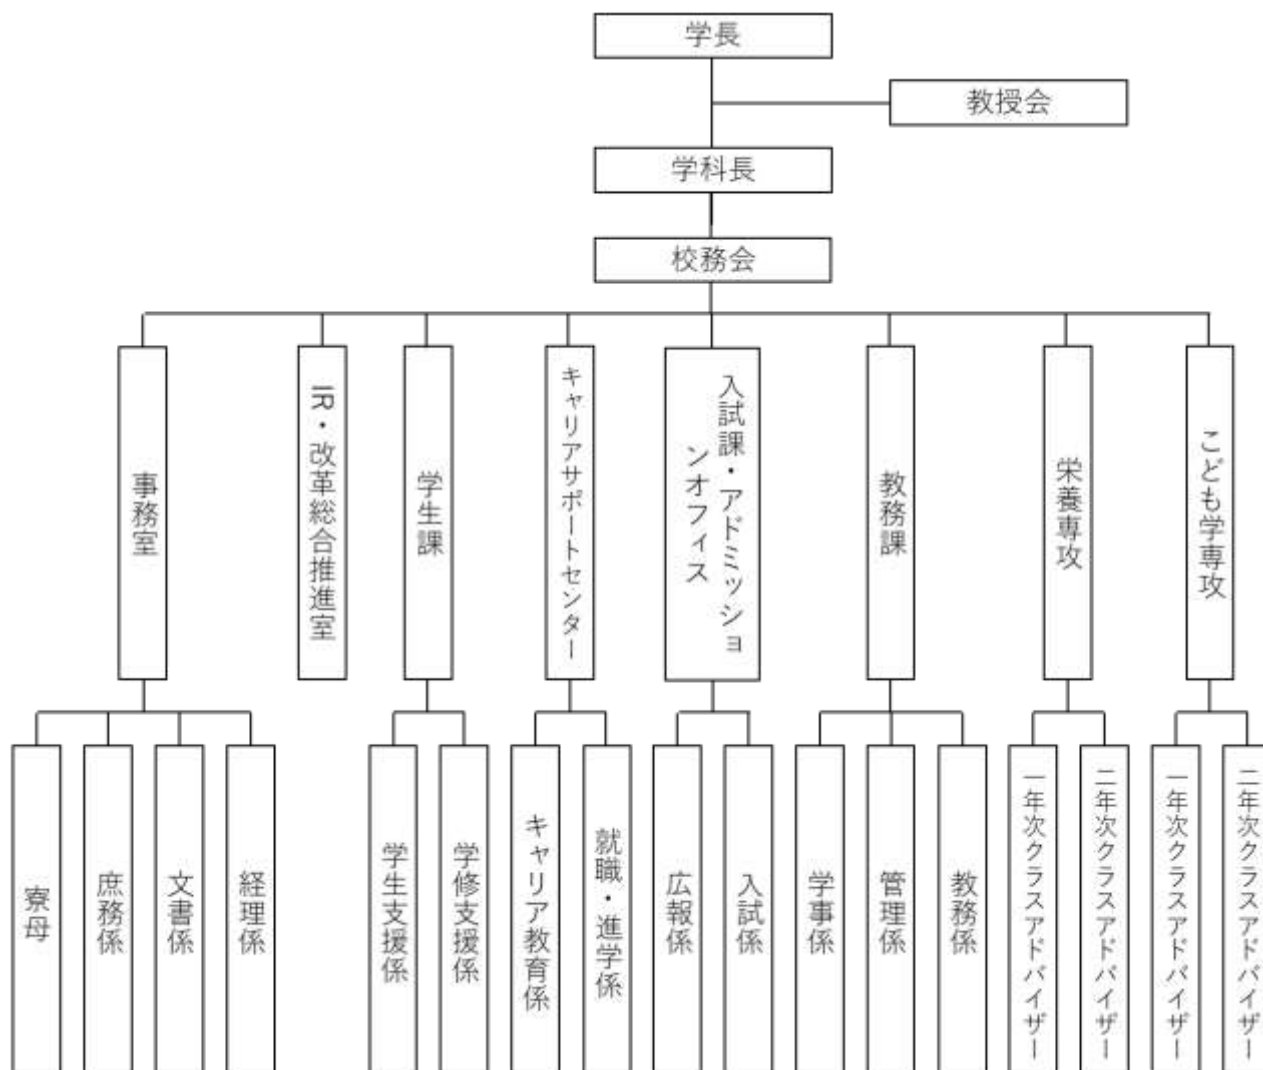 学長
教授会
学科長
校務会
事務室
IR・改革総合推進室
学生課
キャリアサポートセンター
入試課・アドミッショ
ンオフィス
教務課
栄養専攻
こども学専攻
寮母
庶務係
文書係
経理係
学生支援係
学修支援係
キャリア教育係
就職・進学係
広報係
入試係
学事係
管理係
教務係
一年次クラスアドバイザー
二年次クラスアドバイザー
一年次クラスアドバイザー
二年次クラスアドバイザー